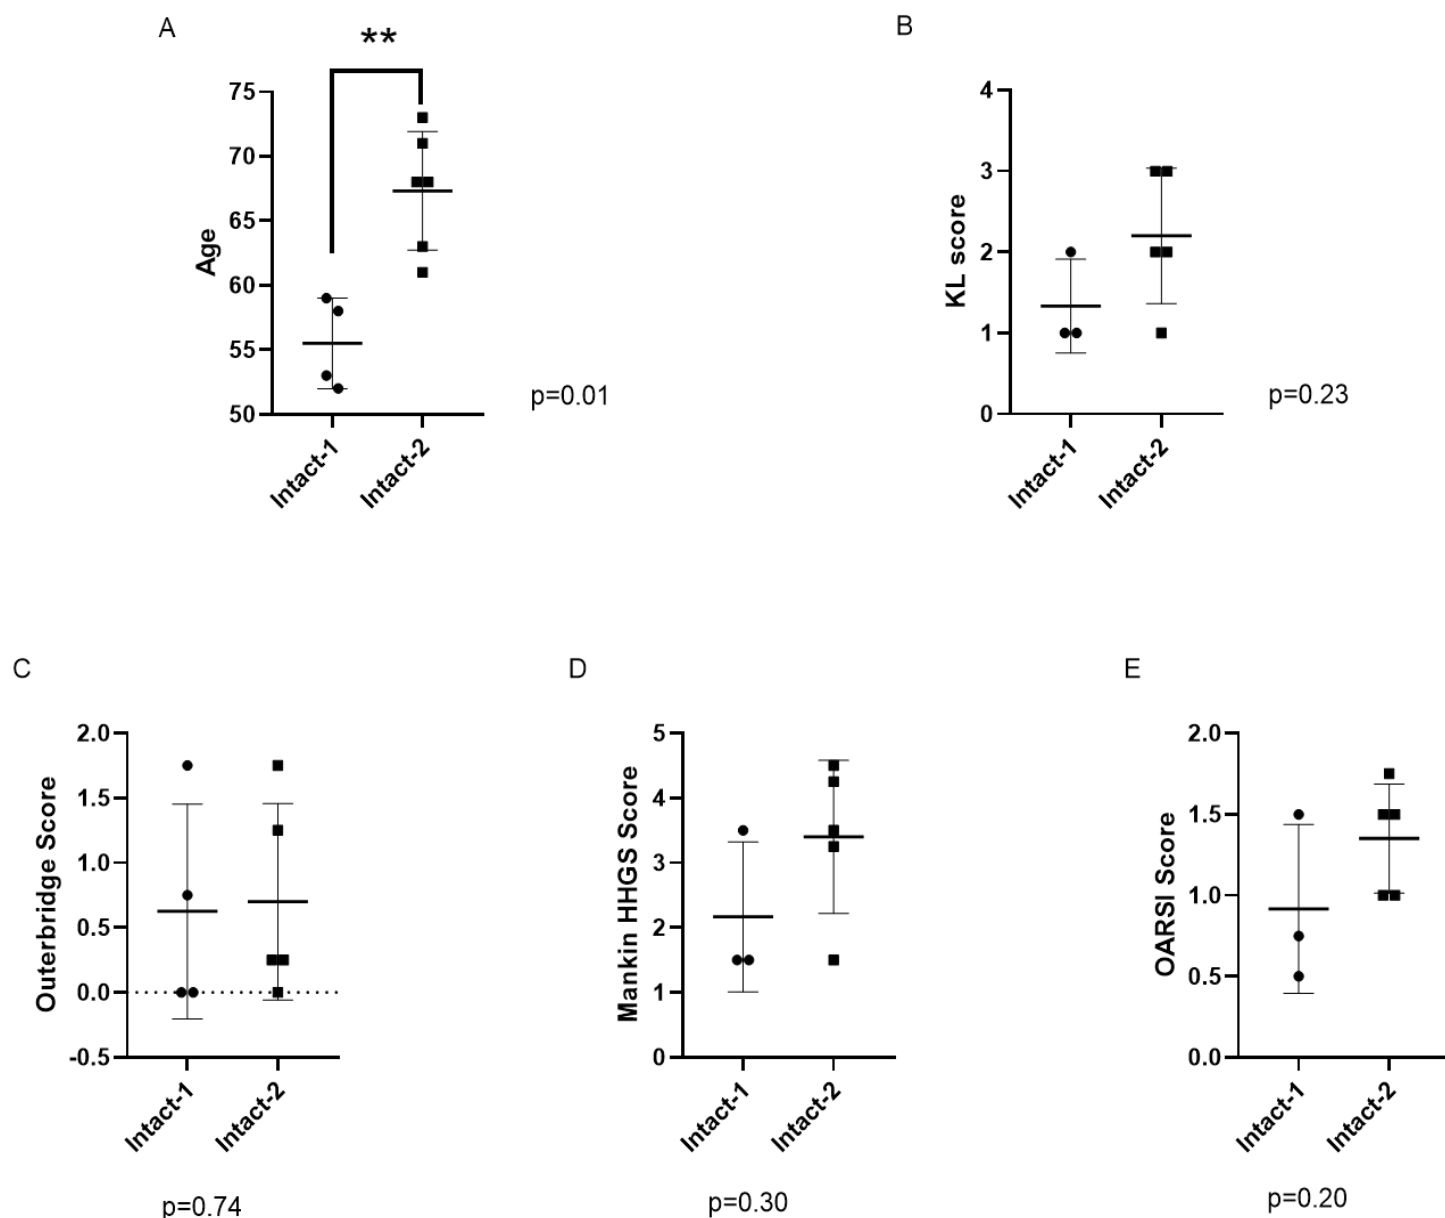 A
**
75
70
65
60
55
50
Age
Intact-1
Intact-2
p=0.01
B
4
3
2
1
0
KL score
Intact-1
Intact-2
p=0.23
C
2.0
1.5
1.0
0.5
0.0
-0.5
Outerbridge Score
Intact-1
Intact-2
p=0.74
D
5
4
3
2
1
0
Mankin HHGS Score
Intact-1
Intact-2
p=0.30
E
2.0
1.5
1.0
0.5
0.0
OARSI Score
Intact-1
Intact-2
p=0.20